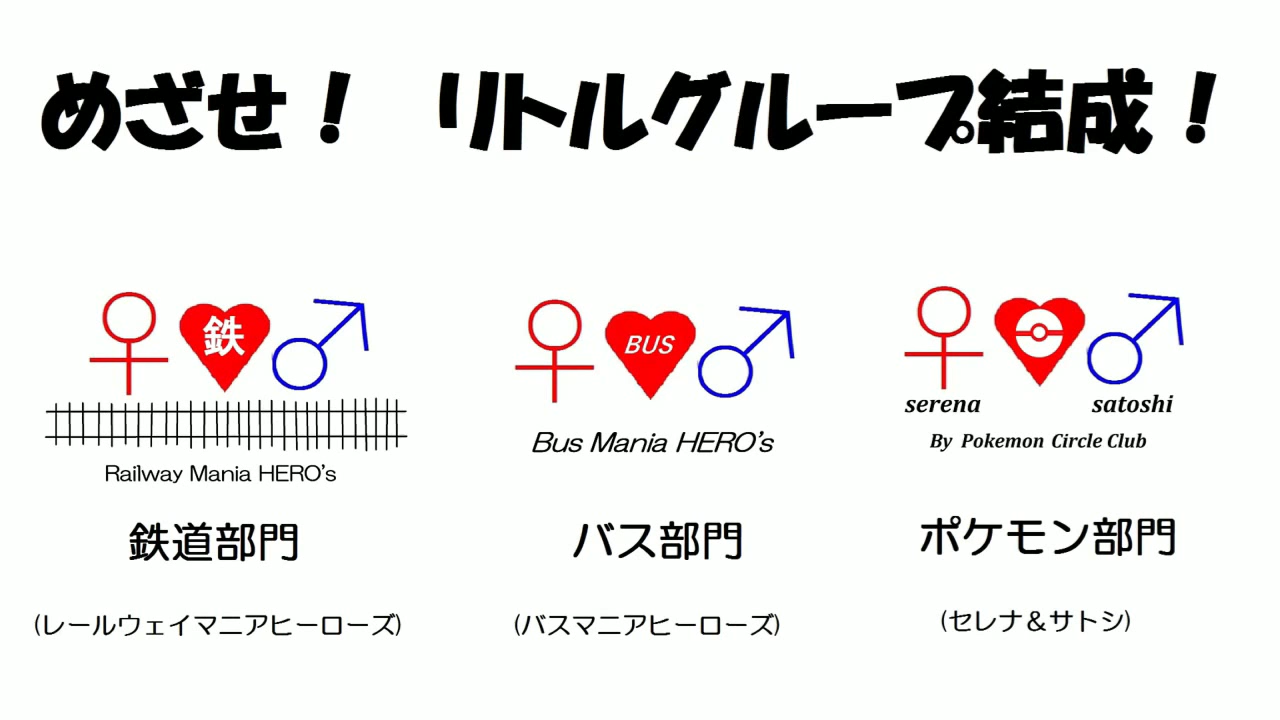 めざせ！ リトルグループ結成！
鉄
Railway Mania HERO's
鉄道部門
(レールウェイマニアヒーローズ)
BUS
Bus Mania HERO's
バス部門
(バスマニアヒーローズ)
serena satoshi
By Pokemon Circle Club
ポケモン部門
(セレナ＆サトシ)